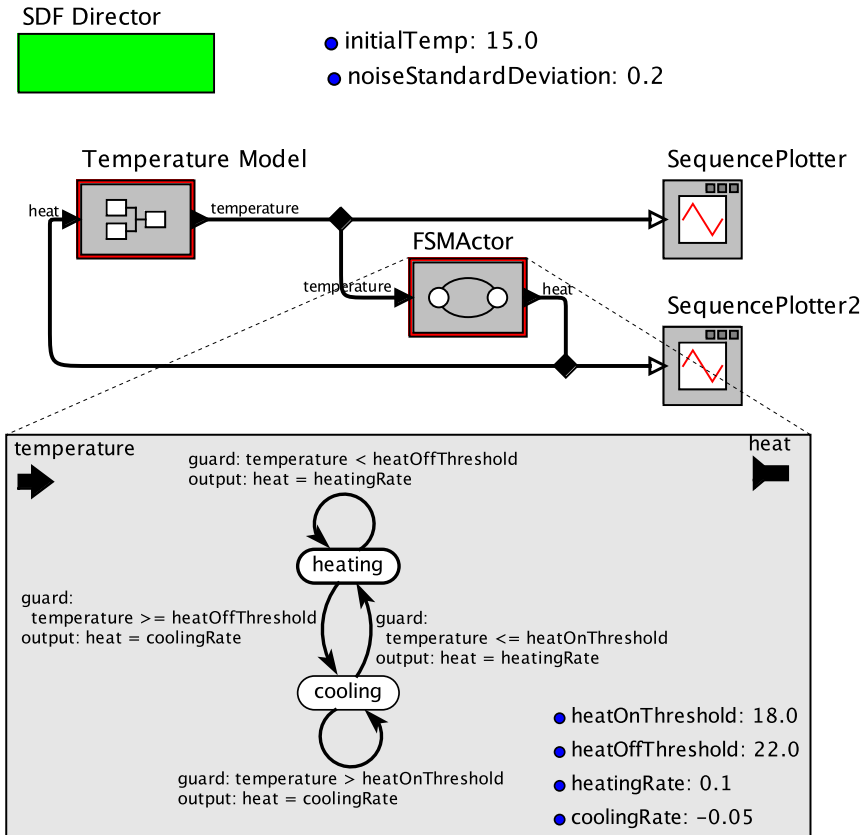 SDF Director
initialTemp: 15.0
noiseStandardDeviation: 0.2
Temperature Model
SequencePlotter
heat
temperature
FSMActor
temperature
heat
SequencePlotter2
temperature
heat
guard: temperature < heatOffThreshold
output: heat = heatingRate
heating
guard:
temperature >= heatOffThreshold
output: heat = coolingRate
guard:
temperature <= heatOnThreshold
output: heat = heatingRate
cooling
guard: temperature > heatOnThreshold
output: heat = coolingRate
heatOnThreshold: 18.0
heatOffThreshold: 22.0
heatingRate: 0.1
coolingRate: -0.05